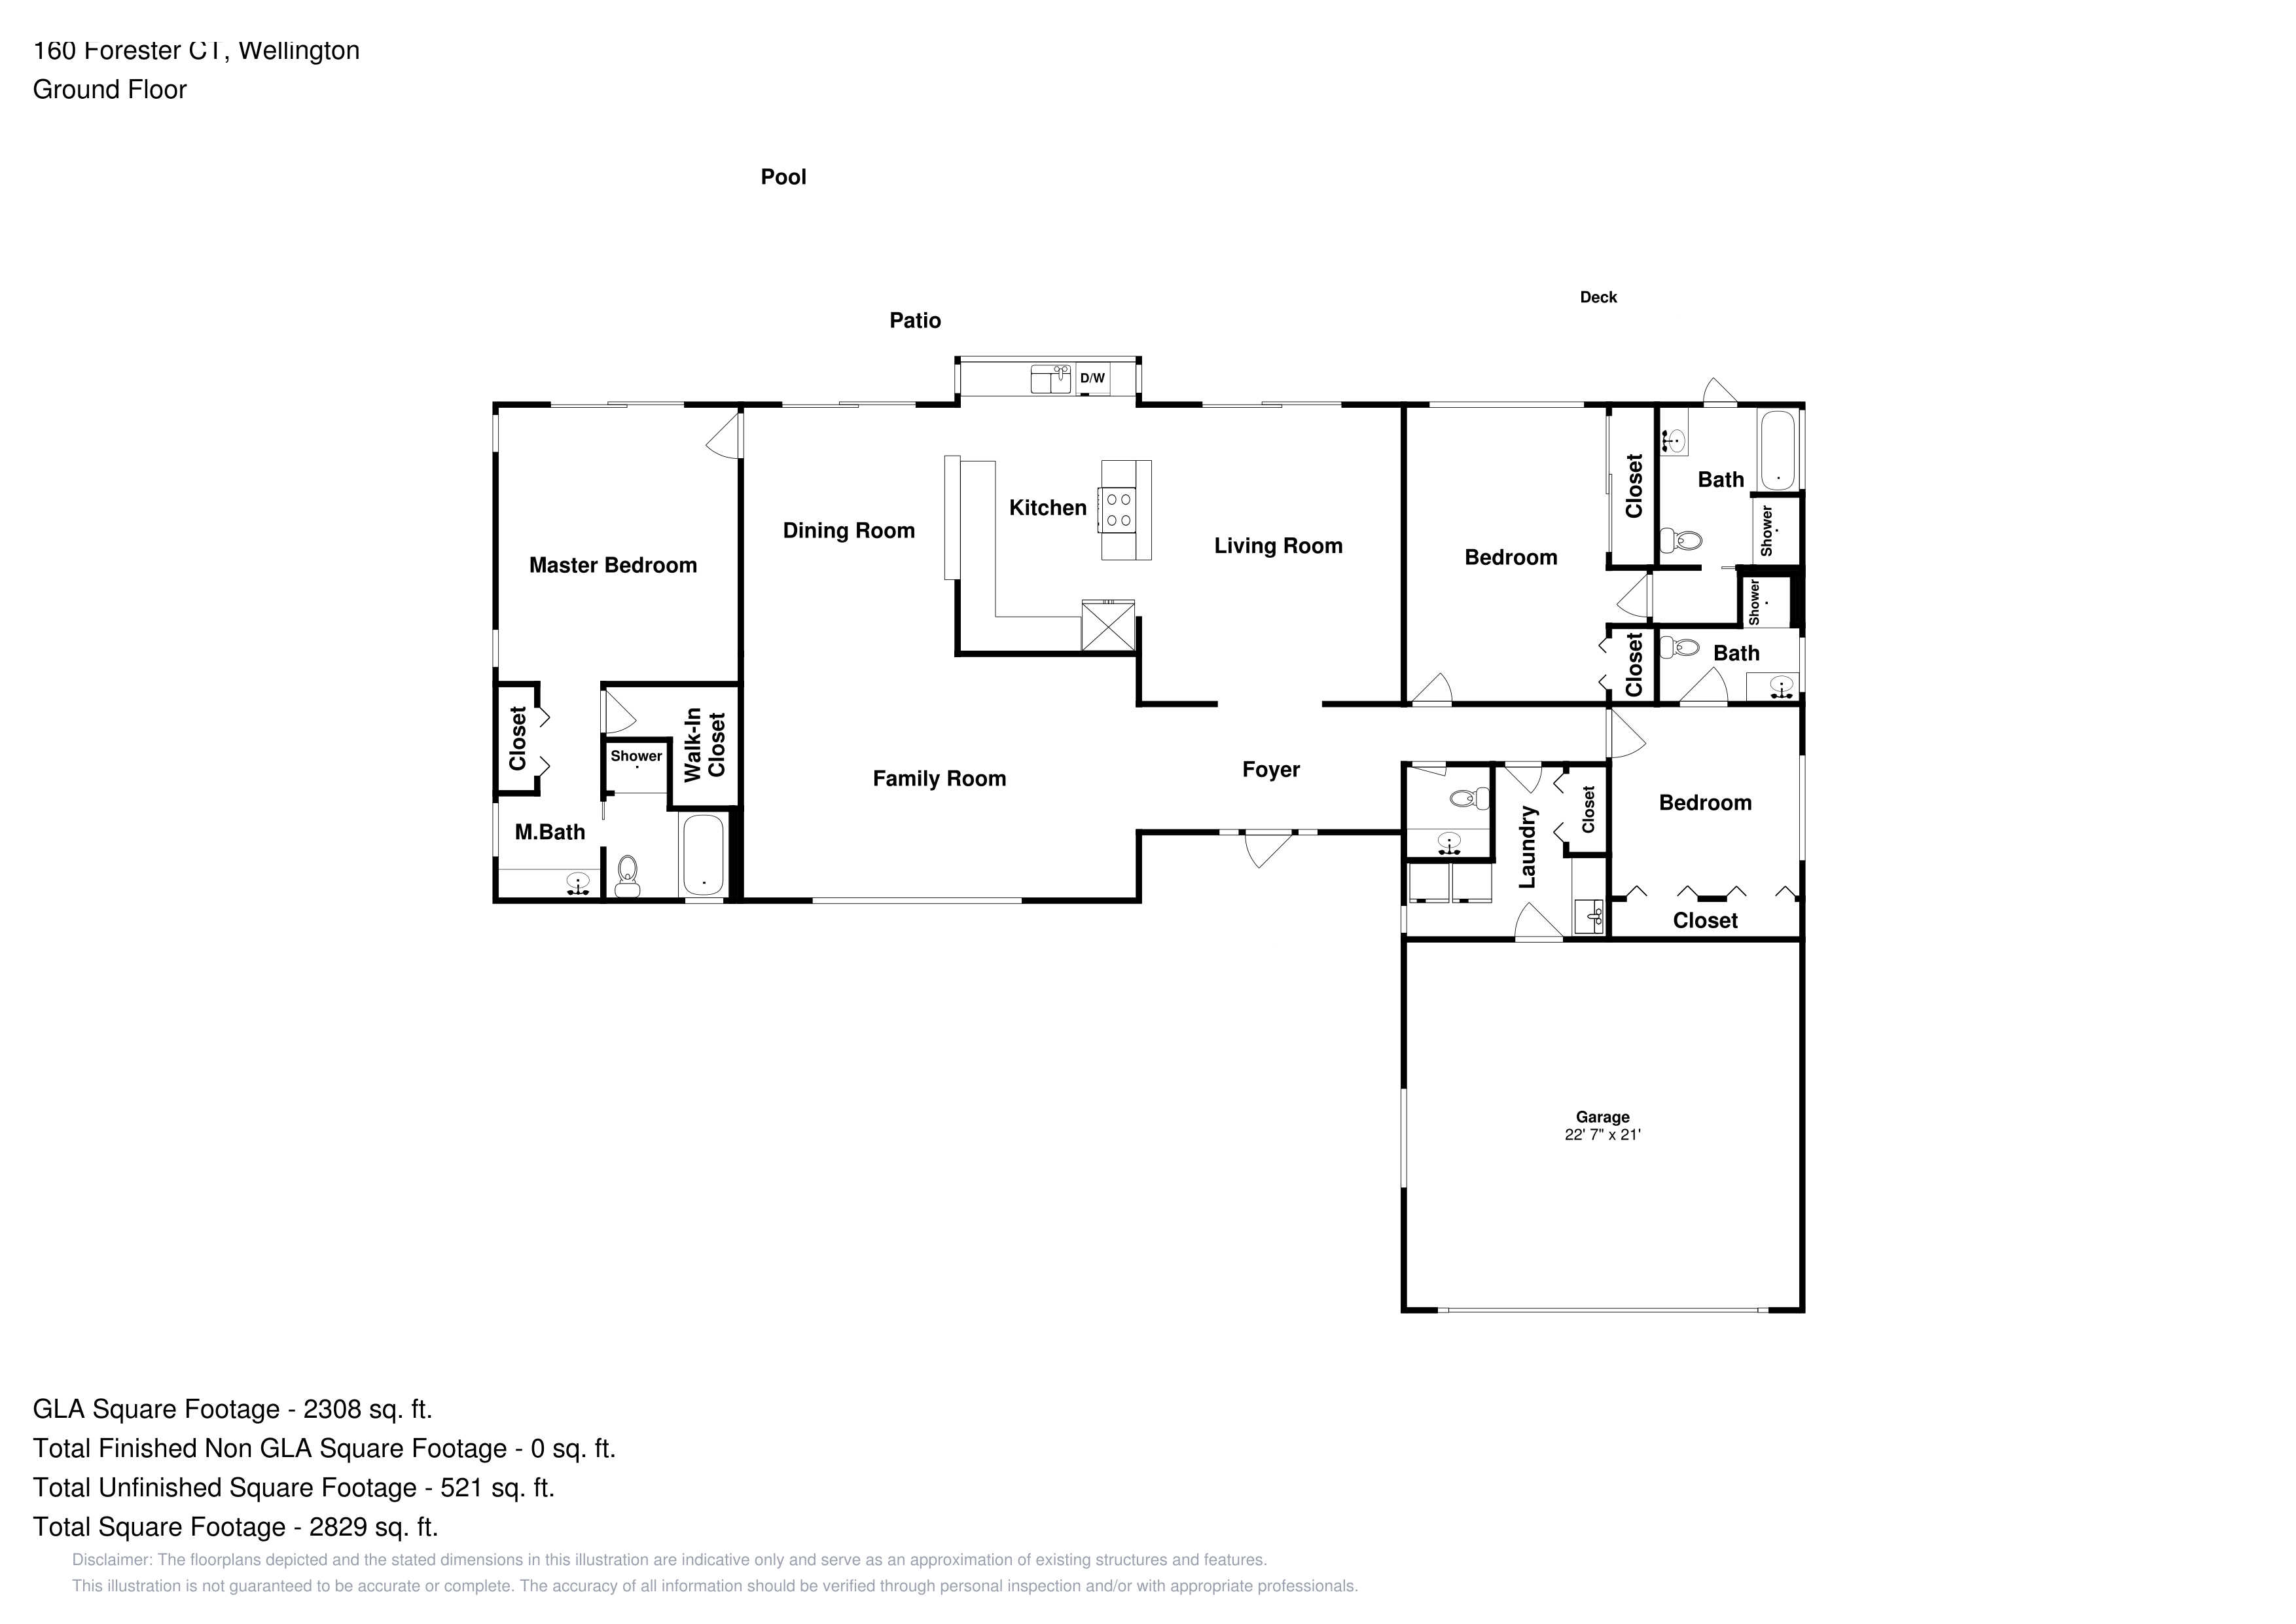 160 Forester CT, Wellington
Ground Floor
Pool
Deck
Patio
D/W
Kitchen
Dining Room
Living Room
Master Bedroom
Bedroom
Closet
Bath
Shower
Shower
Closet
Bath
Closet
Walk-In
Closet
Shower
M.Bath
Family Room
Foyer
Laundry
Closet
Bedroom
Closet
Garage
22' 7" x 21'
GLA Square Footage - 2308 sq. ft.
Total Finished Non GLA Square Footage - 0 sq. ft.
Total Unfinished Square Footage - 521 sq. ft.
Total Square Footage - 2829 sq. ft.
Disclaimer: The floorplans depicted and the stated dimensions in this illustration are indicative only and serve as an approximation of existing structures and features.
This illustration is not guaranteed to be accurate or complete. The accuracy of all information should be verified through personal inspection and/or with appropriate professionals.